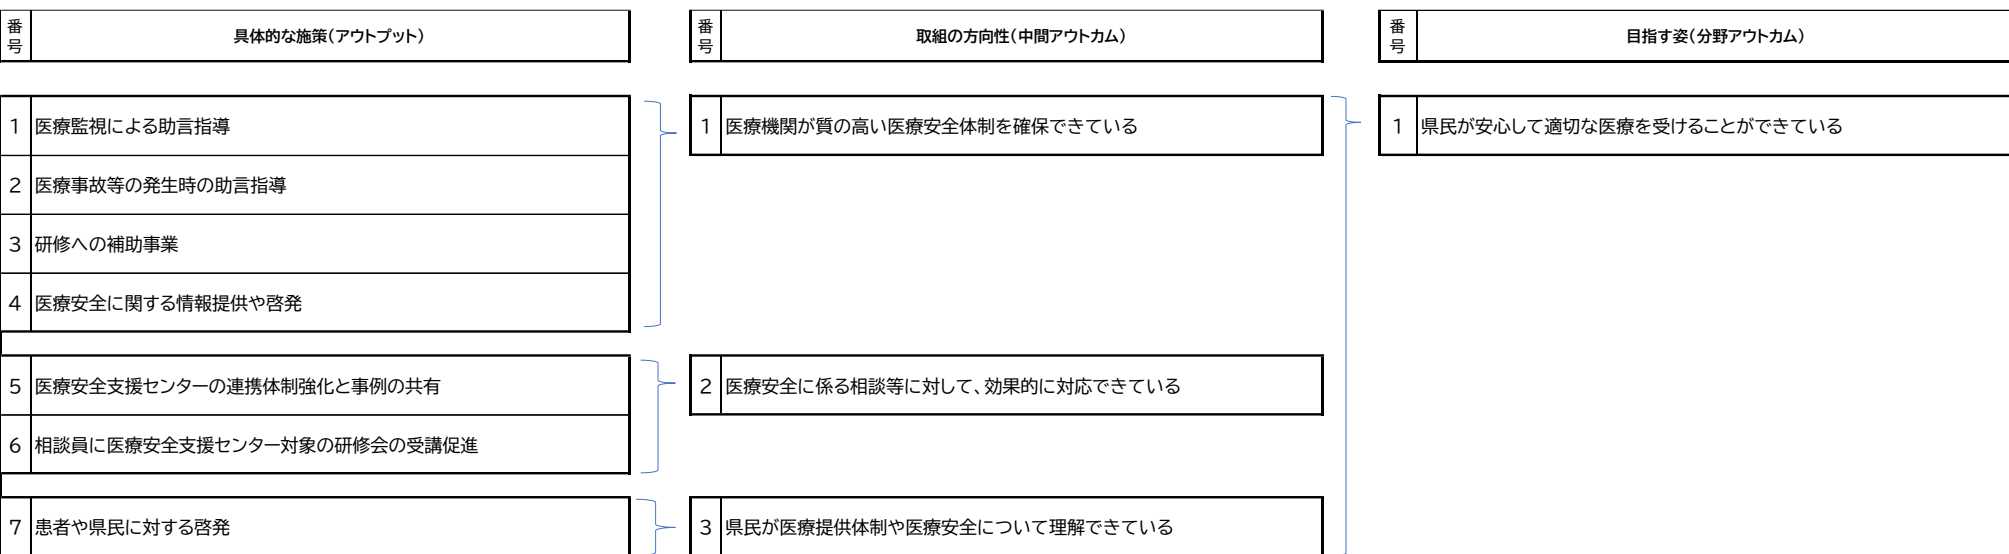 番号 具体的な施策(アウトプット) 番号 取組の方向性(中間アウトカム) 番号 目指す姿(分野アウトカム)
1 医療監視による助言指導 1 医療機関が質の高い医療安全体制を確保できている 1 県民が安心して適切な医療を受けることができている
2 医療事故等の発生時の助言指導
3 研修への補助事業
4 医療安全に関する情報提供や啓発
5 医療安全支援センターの連携体制強化と事例の共有 2 医療安全に係る相談等に対して、効果的に対応できている
6 相談員に医療安全支援センター対象の研修会の受講促進
7 患者や県民に対する啓発 3 県民が医療提供体制や医療安全について理解できている